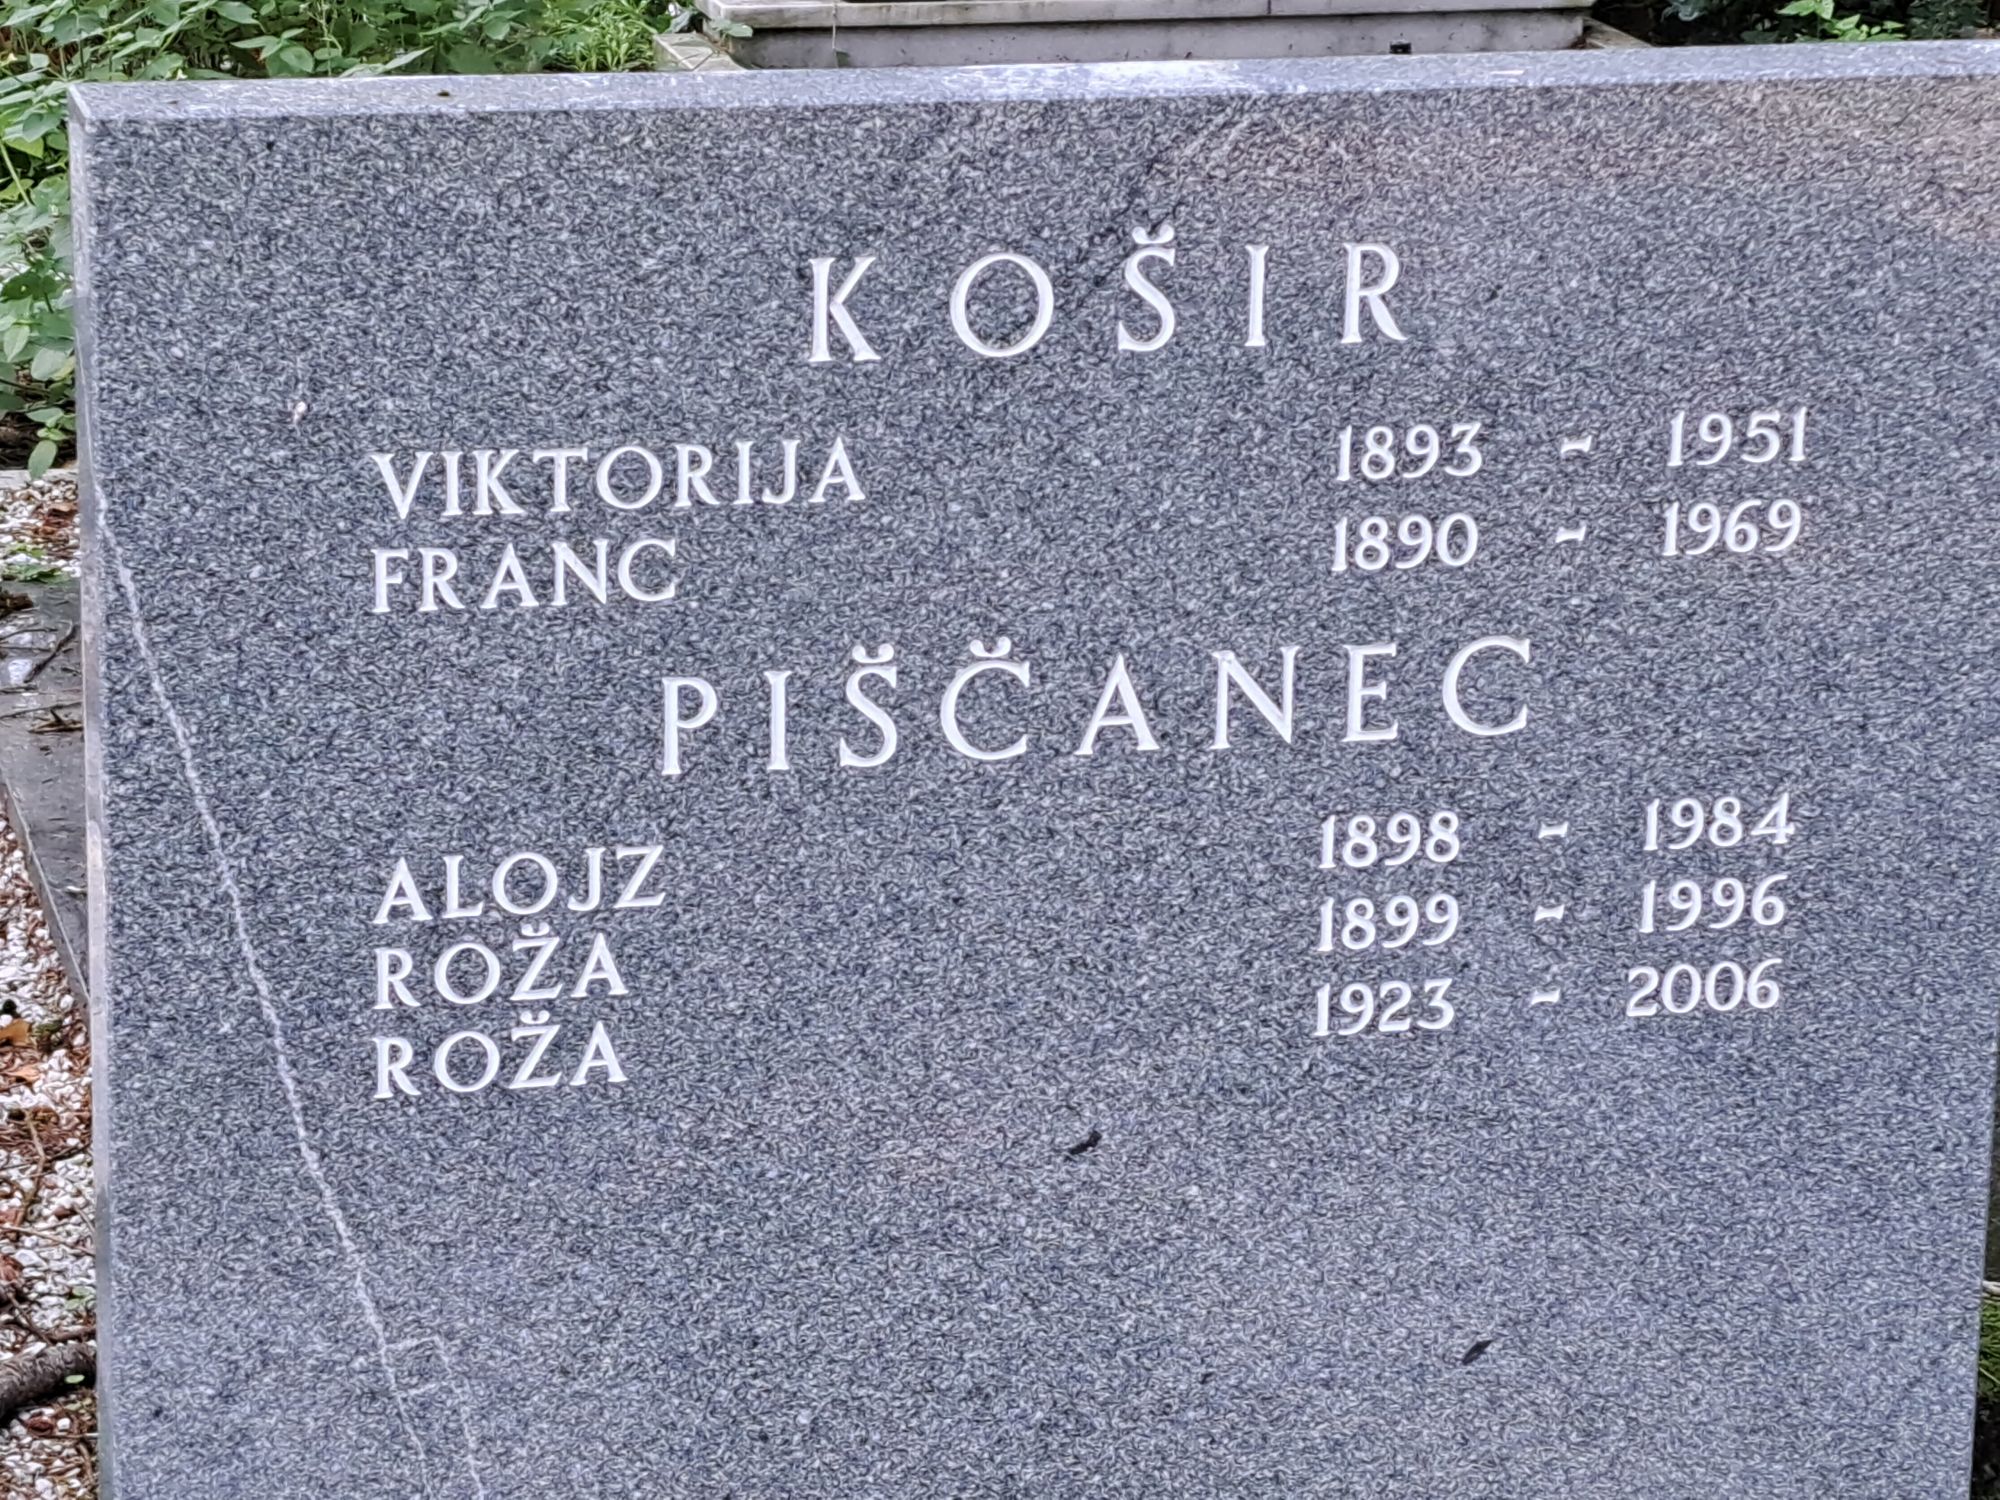 KOŠIR
VIKTORIJA 1893 - 1951
FRANC 1890 - 1969
PIŠČANEC
ALOJZ 1898 - 1984
ROŽA 1899 - 1996
ROŽA 1923 - 2006